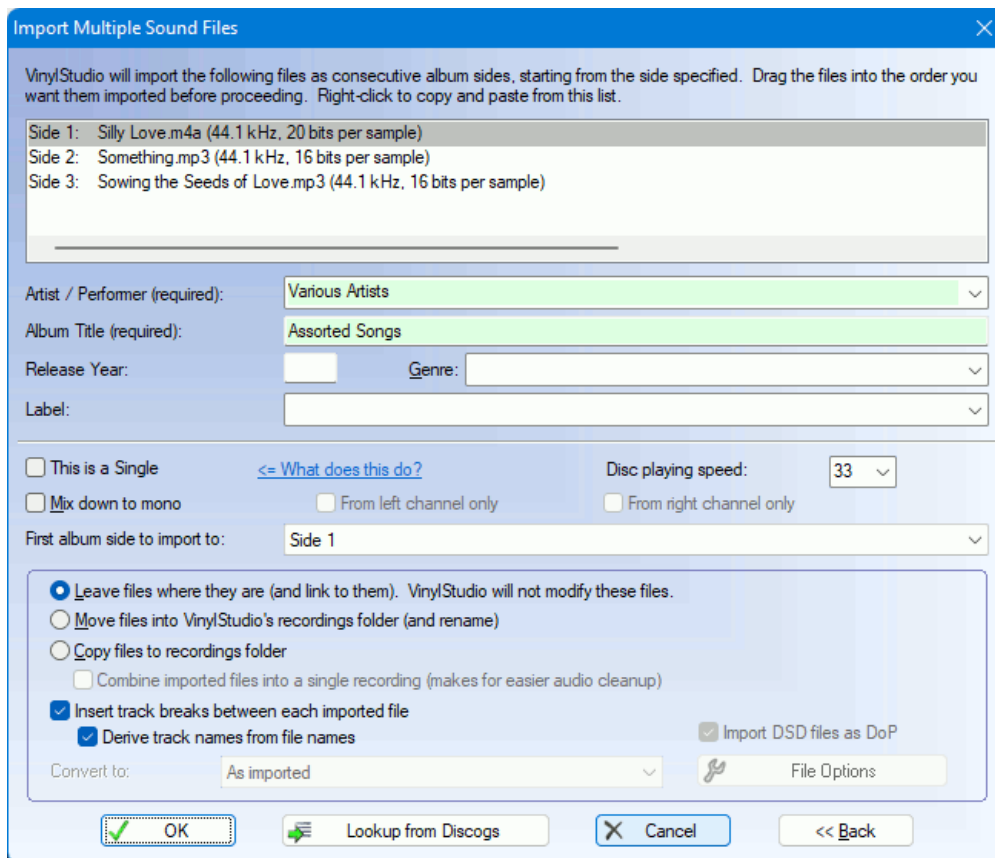 Import Multiple Sound Files
VinylStudio will import the following files as consecutive album sides, starting from the side specified. Drag the files into the order you
want them imported before proceeding. Right-click to copy and paste from this list.
Side 1: Silly Love.m4a (44.1 kHz, 20 bits per sample)
Side 2: Something.mp3 (44.1 kHz, 16 bits per sample)
Side 3: Sowing the Seeds of Love.mp3 (44.1 kHz, 16 bits per sample)
Artist / Performer (required): Various Artists
Album Title (required): Assorted Songs
Release Year: Genre:
Label:
This is a Single <= What does this do? Disc playing speed: 33
Mix down to mono From left channel only From right channel only
First album side to import to: Side 1
Leave files where they are (and link to them). VinylStudio will not modify these files.
Move files into VinylStudio's recordings folder (and rename)
Copy files to recordings folder
Combine imported files into a single recording (makes for easier audio cleanup)
Insert track breaks between each imported file
Derive track names from file names Import DSD files as DoP
Convert to: As imported File Options
OK Lookup from Discogs Cancel << Back